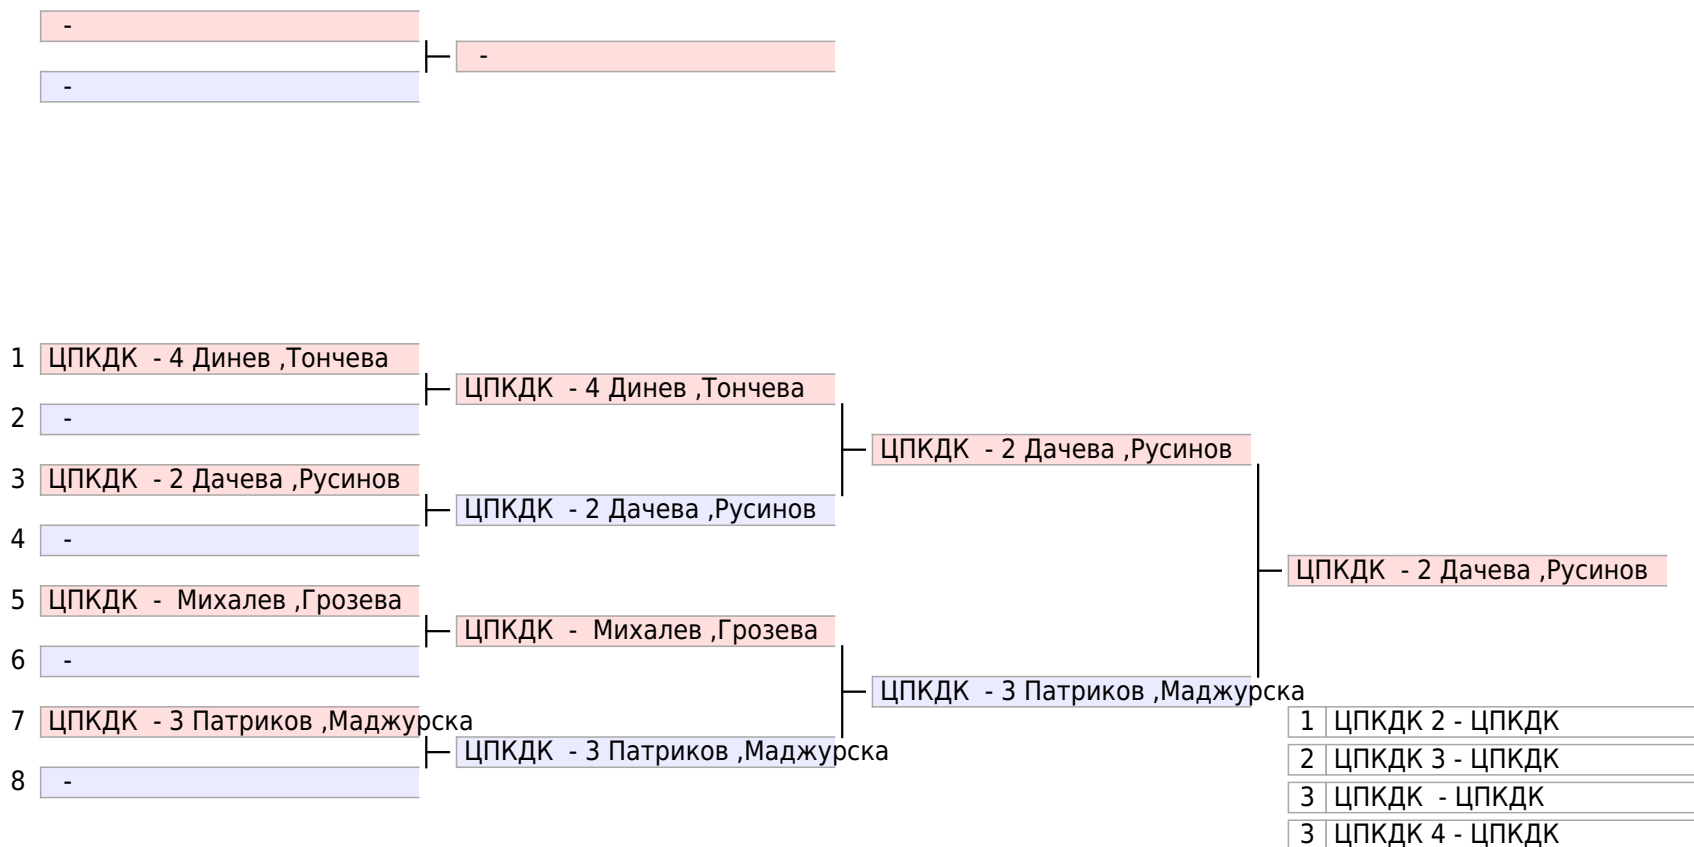 -
-
-
1 ЦПКДК - 4 Динев ,Тончева
ЦПКДК - 4 Динев ,Тончева
2 -
ЦПКДК - 2 Дачева ,Русинов
3 ЦПКДК - 2 Дачева ,Русинов
ЦПКДК - 2 Дачева ,Русинов
4 -
ЦПКДК - 2 Дачева ,Русинов
5 ЦПКДК - Михалев ,Грозева
ЦПКДК - Михалев ,Грозева
6 -
ЦПКДК - 3 Патриков ,Маджурска
7 ЦПКДК - 3 Патриков ,Маджурска
ЦПКДК - 3 Патриков ,Маджурска
8 -
1 ЦПКДК 2 - ЦПКДК
2 ЦПКДК 3 - ЦПКДК
3 ЦПКДК - ЦПКДК
3 ЦПКДК 4 - ЦПКДК